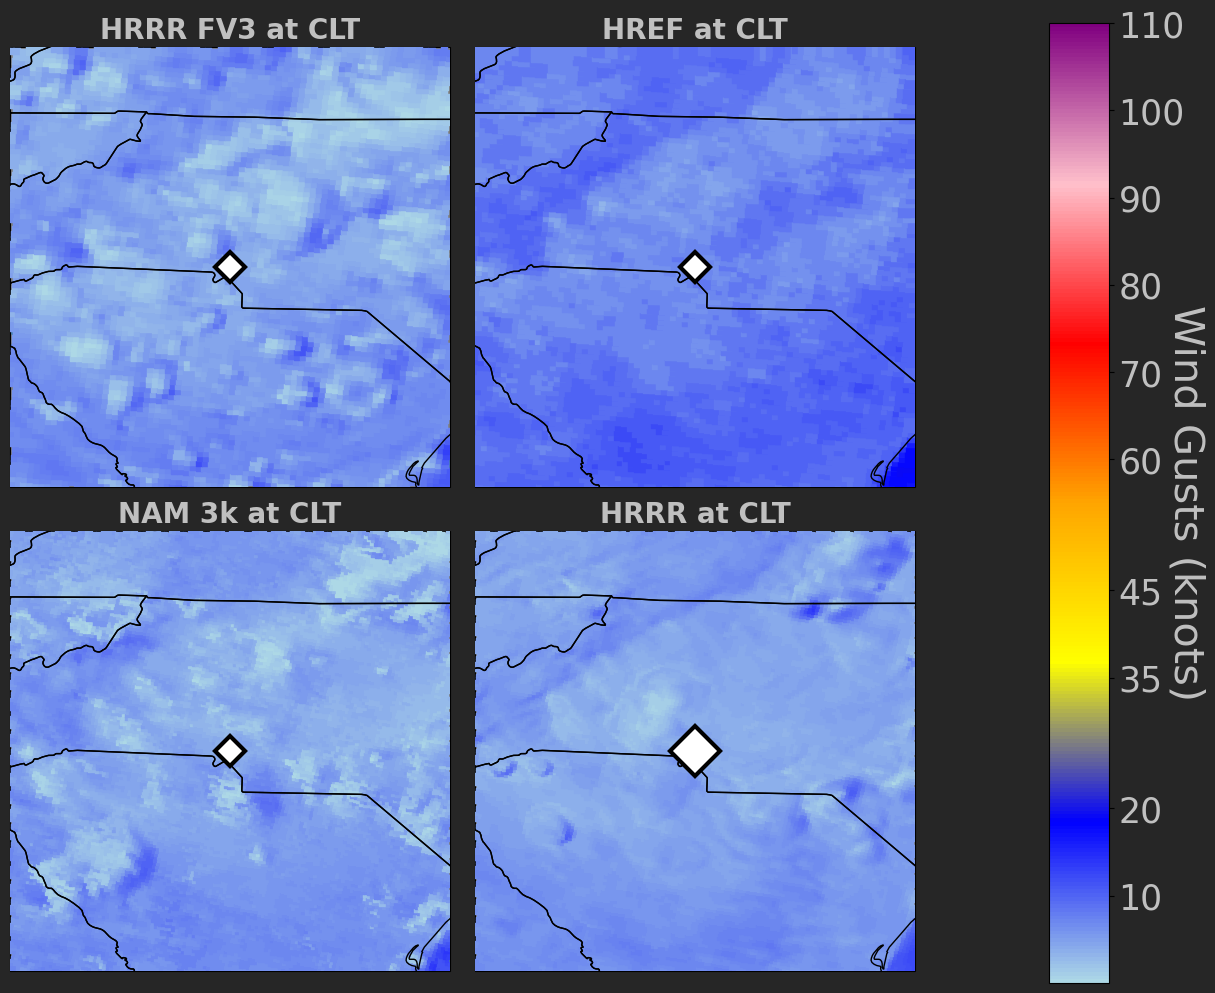 HRRR FV3 at CLT
HREF at CLT
NAM 3k at CLT
HRRR at CLT
110
100
90
80
70
60
45
35
20
10
Wind Gusts (knots)